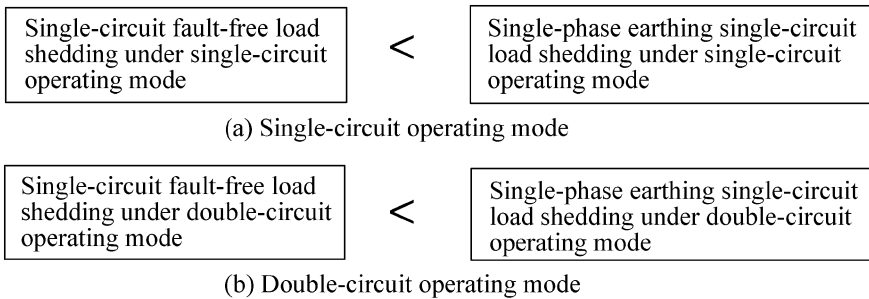 Single-circuit fault-free load
shedding under single-circuit
operating mode
<
Single-phase earthing single-circuit
load shedding under single-circuit
operating mode
(a) Single-circuit operating mode
Single-circuit fault-free load
shedding under double-circuit
operating mode
<
Single-phase earthing single-circuit
load shedding under double-circuit
operating mode
(b) Double-circuit operating mode